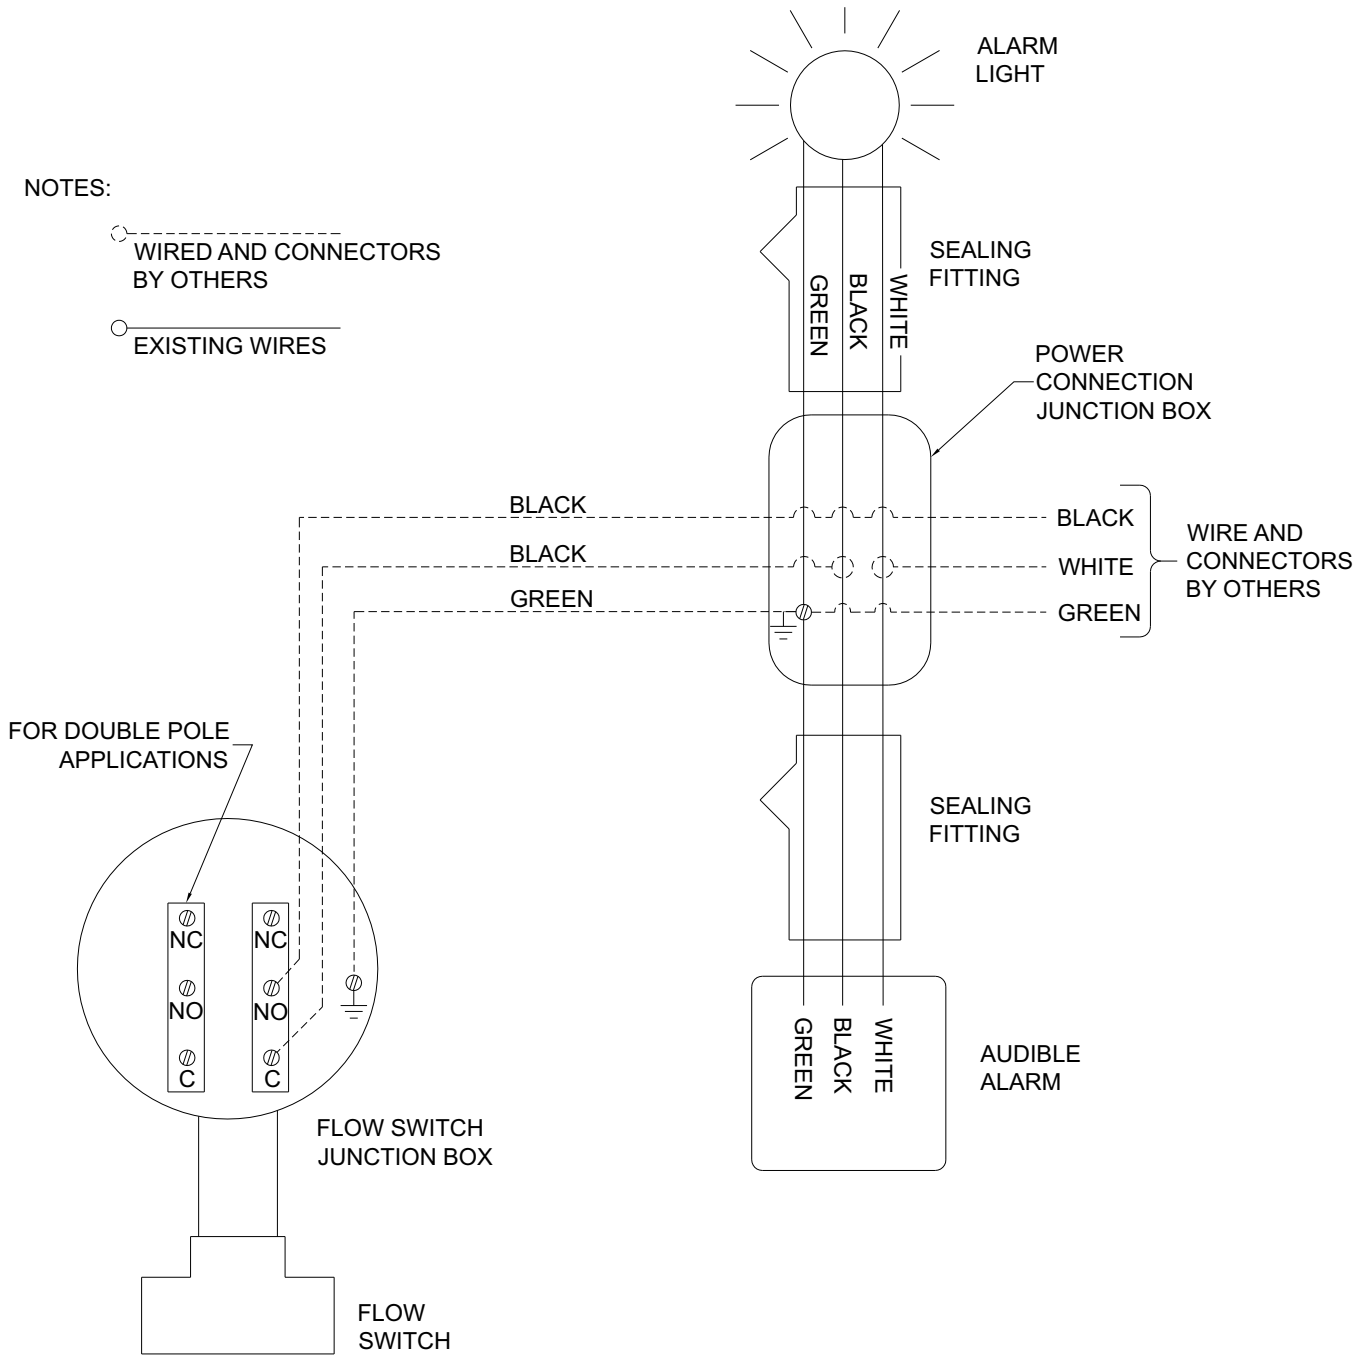 ALARM
LIGHT
NOTES:
WIRED AND CONNECTORS
BY OTHERS
EXISTING WIRES
SEALING
FITTING
GREEN
BLACK
WHITE
POWER
CONNECTION
JUNCTION BOX
BLACK
BLACK
GREEN
BLACK
WHITE
GREEN
WIRE AND
CONNECTORS
BY OTHERS
FOR DOUBLE POLE
APPLICATIONS
SEALING
FITTING
NC
NO
C
NC
NO
C
GREEN
BLACK
WHITE
AUDIBLE
ALARM
FLOW SWITCH
JUNCTION BOX
FLOW
SWITCH